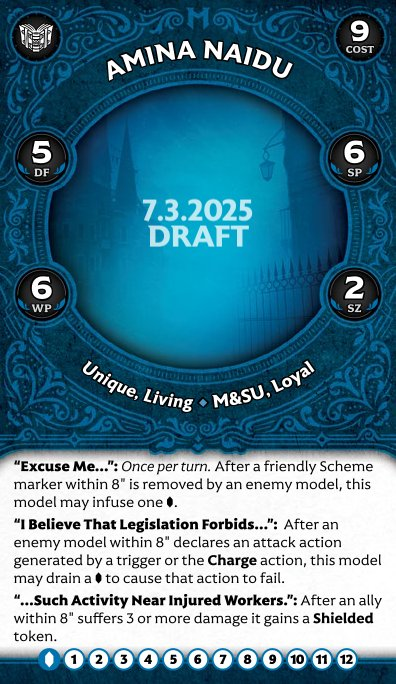 AMINA NAIDU
9
COST
5
DF
6
SP
7.3.2025
DRAFT
6
WP
2
SZ
Unique, Living ◆ M&SU, Loyal
“Excuse Me...”: Once per turn. After a friendly Scheme
marker within 8" is removed by an enemy model, this
model may infuse one ⬮.
“I Believe That Legislation Forbids...”: After an
enemy model within 8" declares an attack action
generated by a trigger or the Charge action, this model
may drain a ⬮ to cause that action to fail.
“...Such Activity Near Injured Workers.”: After an ally
within 8" suffers 3 or more damage it gains a Shielded
token.
1 2 3 4 5 6 7 8 9 10 11 12